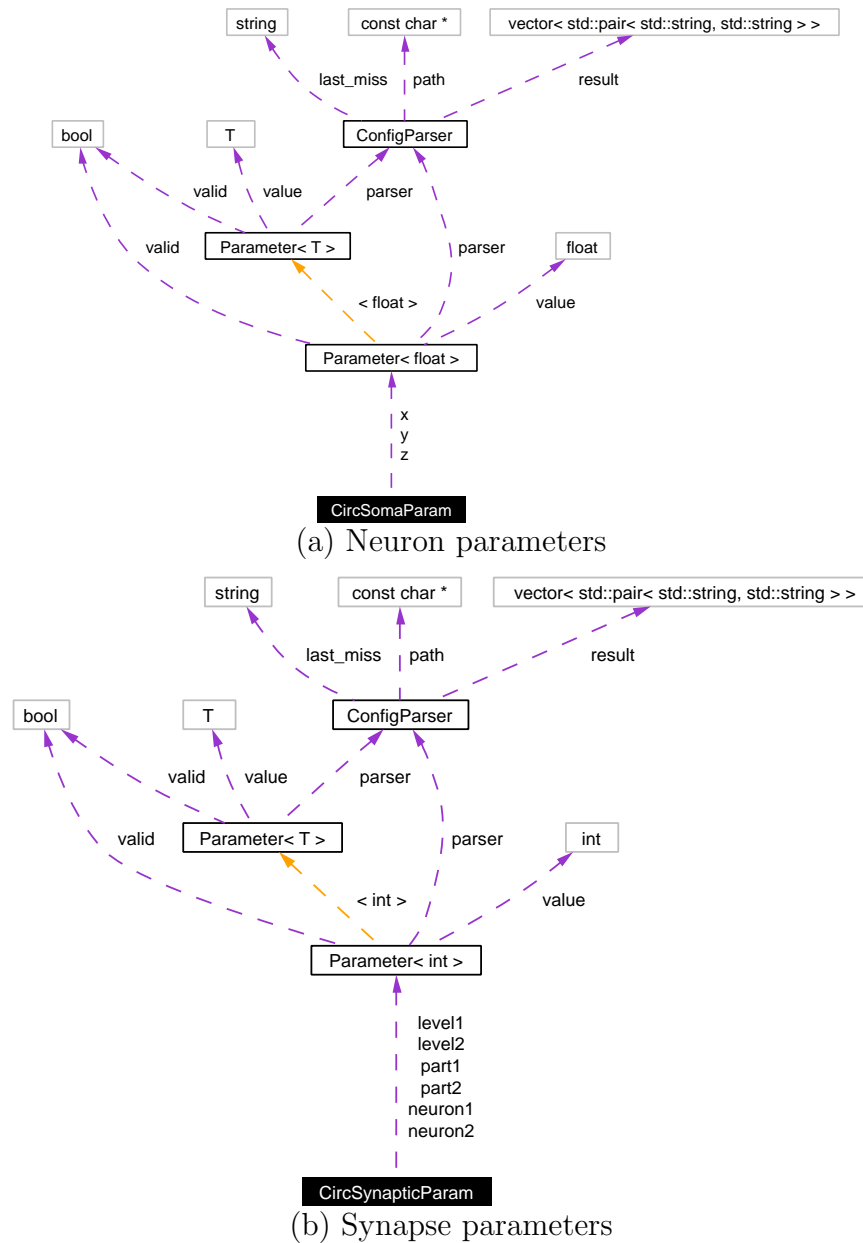 string
const char *
vector< std::pair< std::string, std::string > >
last_miss
path
result
bool
T
ConfigParser
valid
value
parser
valid
Parameter< T >
parser
float
< float >
value
Parameter< float >
x
y
z
CircSomaParam
(a) Neuron parameters
string
const char *
vector< std::pair< std::string, std::string > >
last_miss
path
result
bool
T
ConfigParser
valid
value
parser
valid
Parameter< T >
parser
int
< int >
value
Parameter< int >
level1
level2
part1
part2
neuron1
neuron2
CircSynapticParam
(b) Synapse parameters